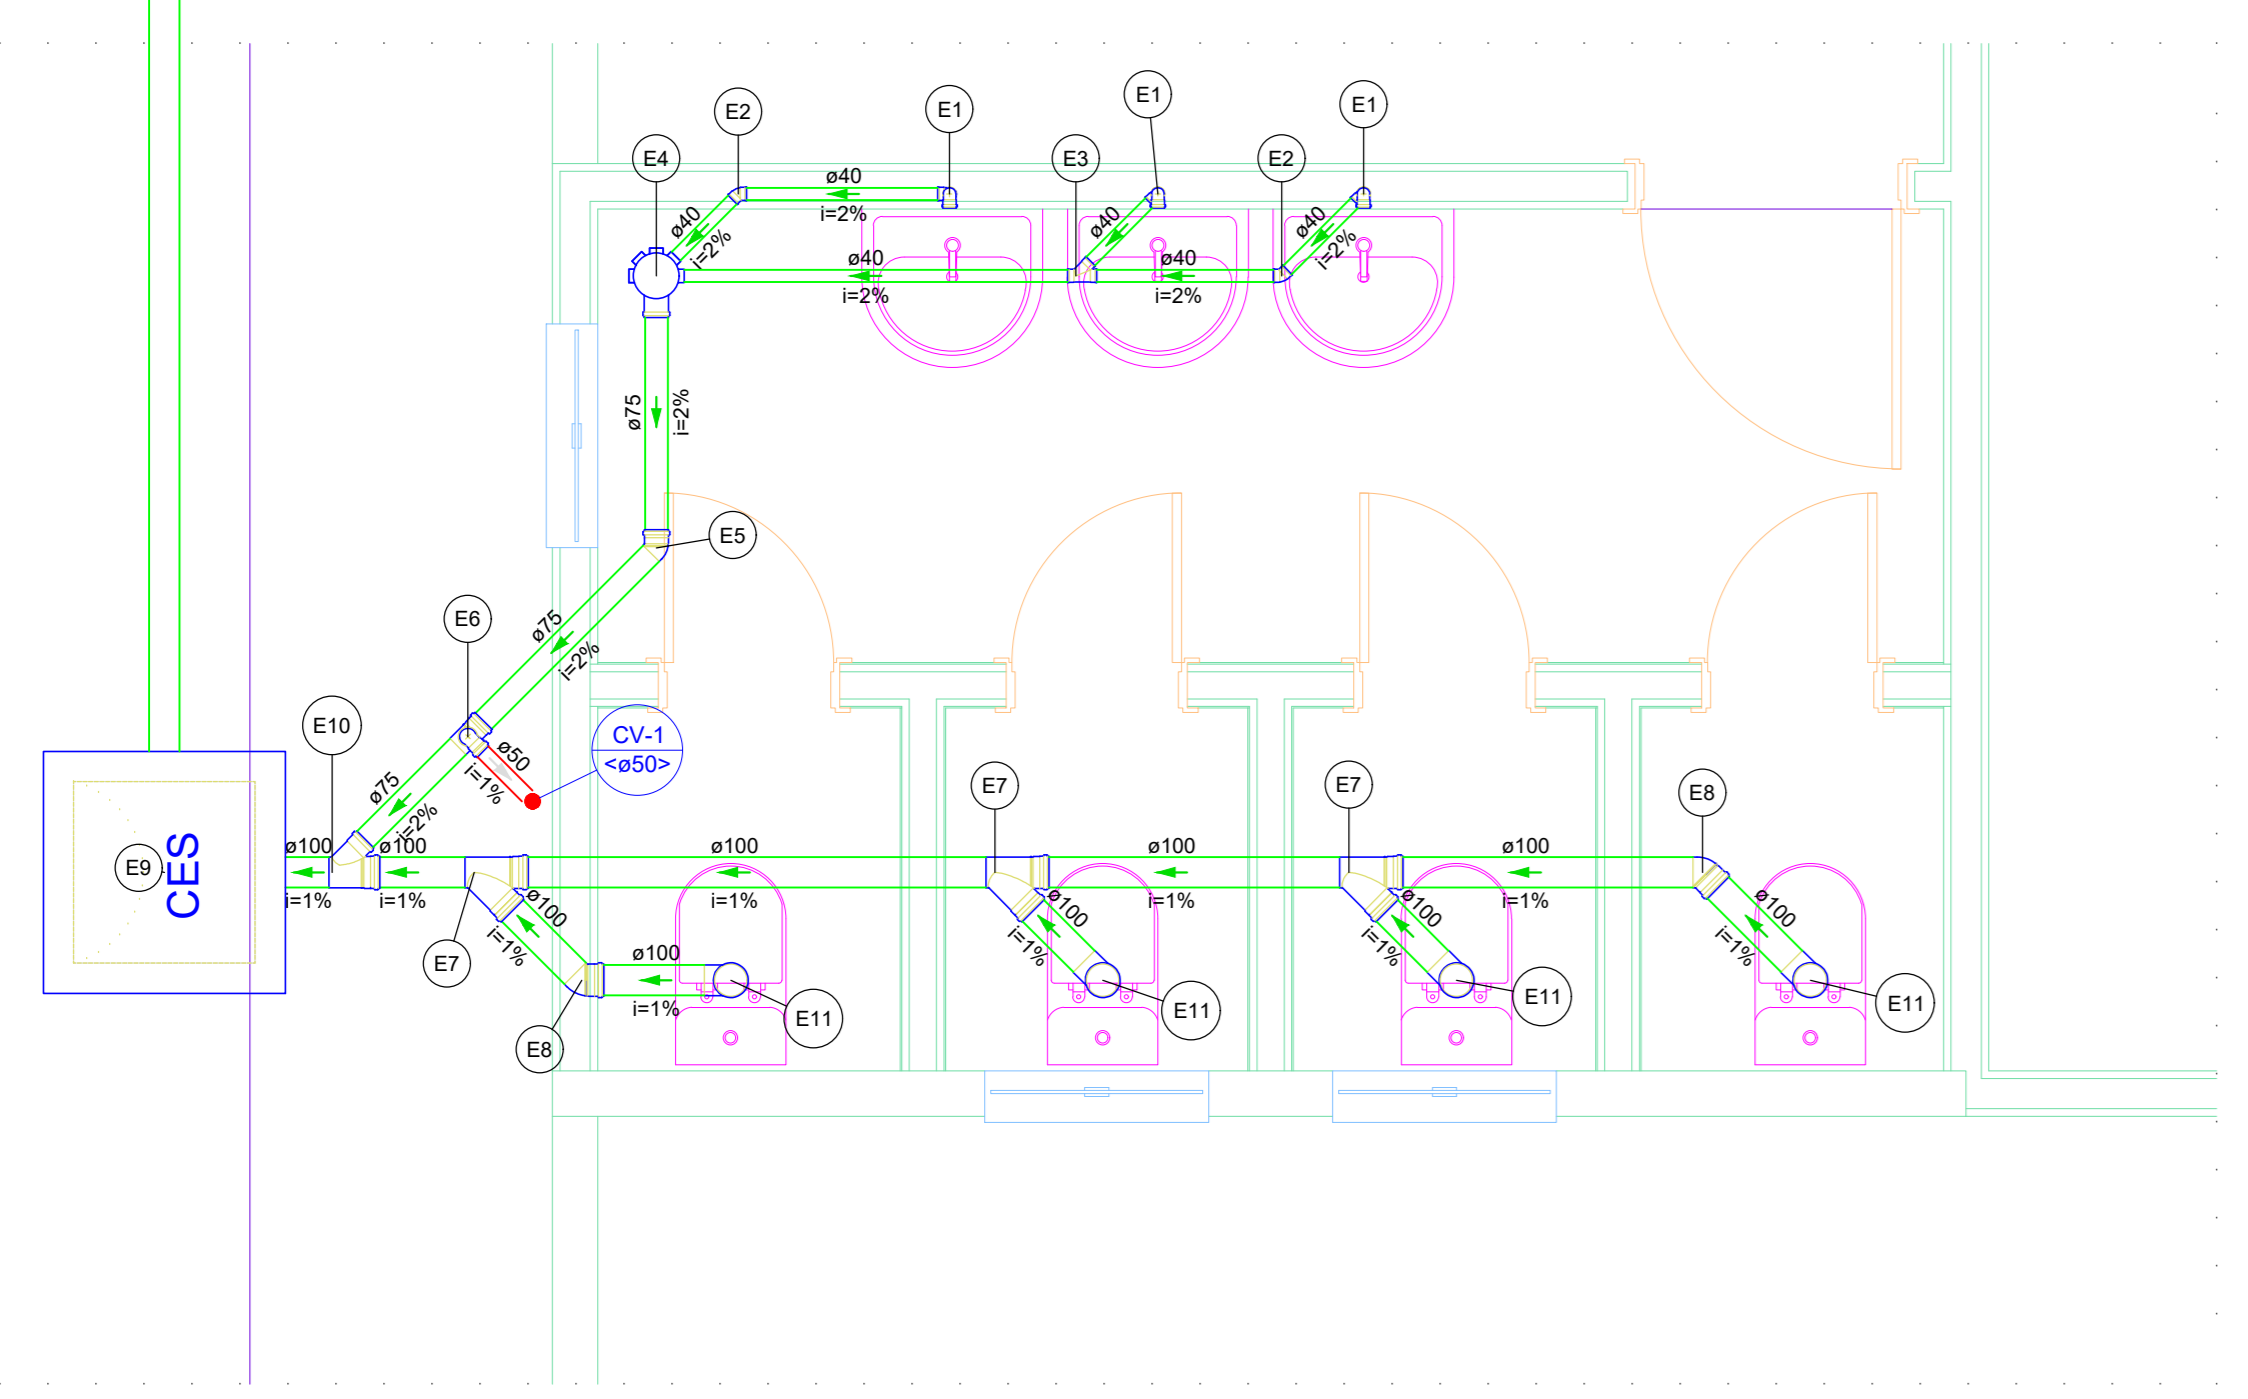 E1
E1
E2
E1
E4
E3
E2
ø40
i=2%
ø40
i=2%
ø40
ø40
i=2%
ø40
i=2%
ø40
i=2%
ø75
i=2%
E5
ø75
i=2%
E6
E10
CV-1
<ø50>
ø50
i=1%
ø75
i=2%
E7
E7
E8
E9
CES
ø100
i=1%
ø100
i=1%
ø100
i=1%
ø100
i=1%
ø100
i=1%
ø100
i=1%
ø100
i=1%
ø100
i=1%
ø100
i=1%
E7
ø100
i=1%
E8
E11
E11
E11
E11